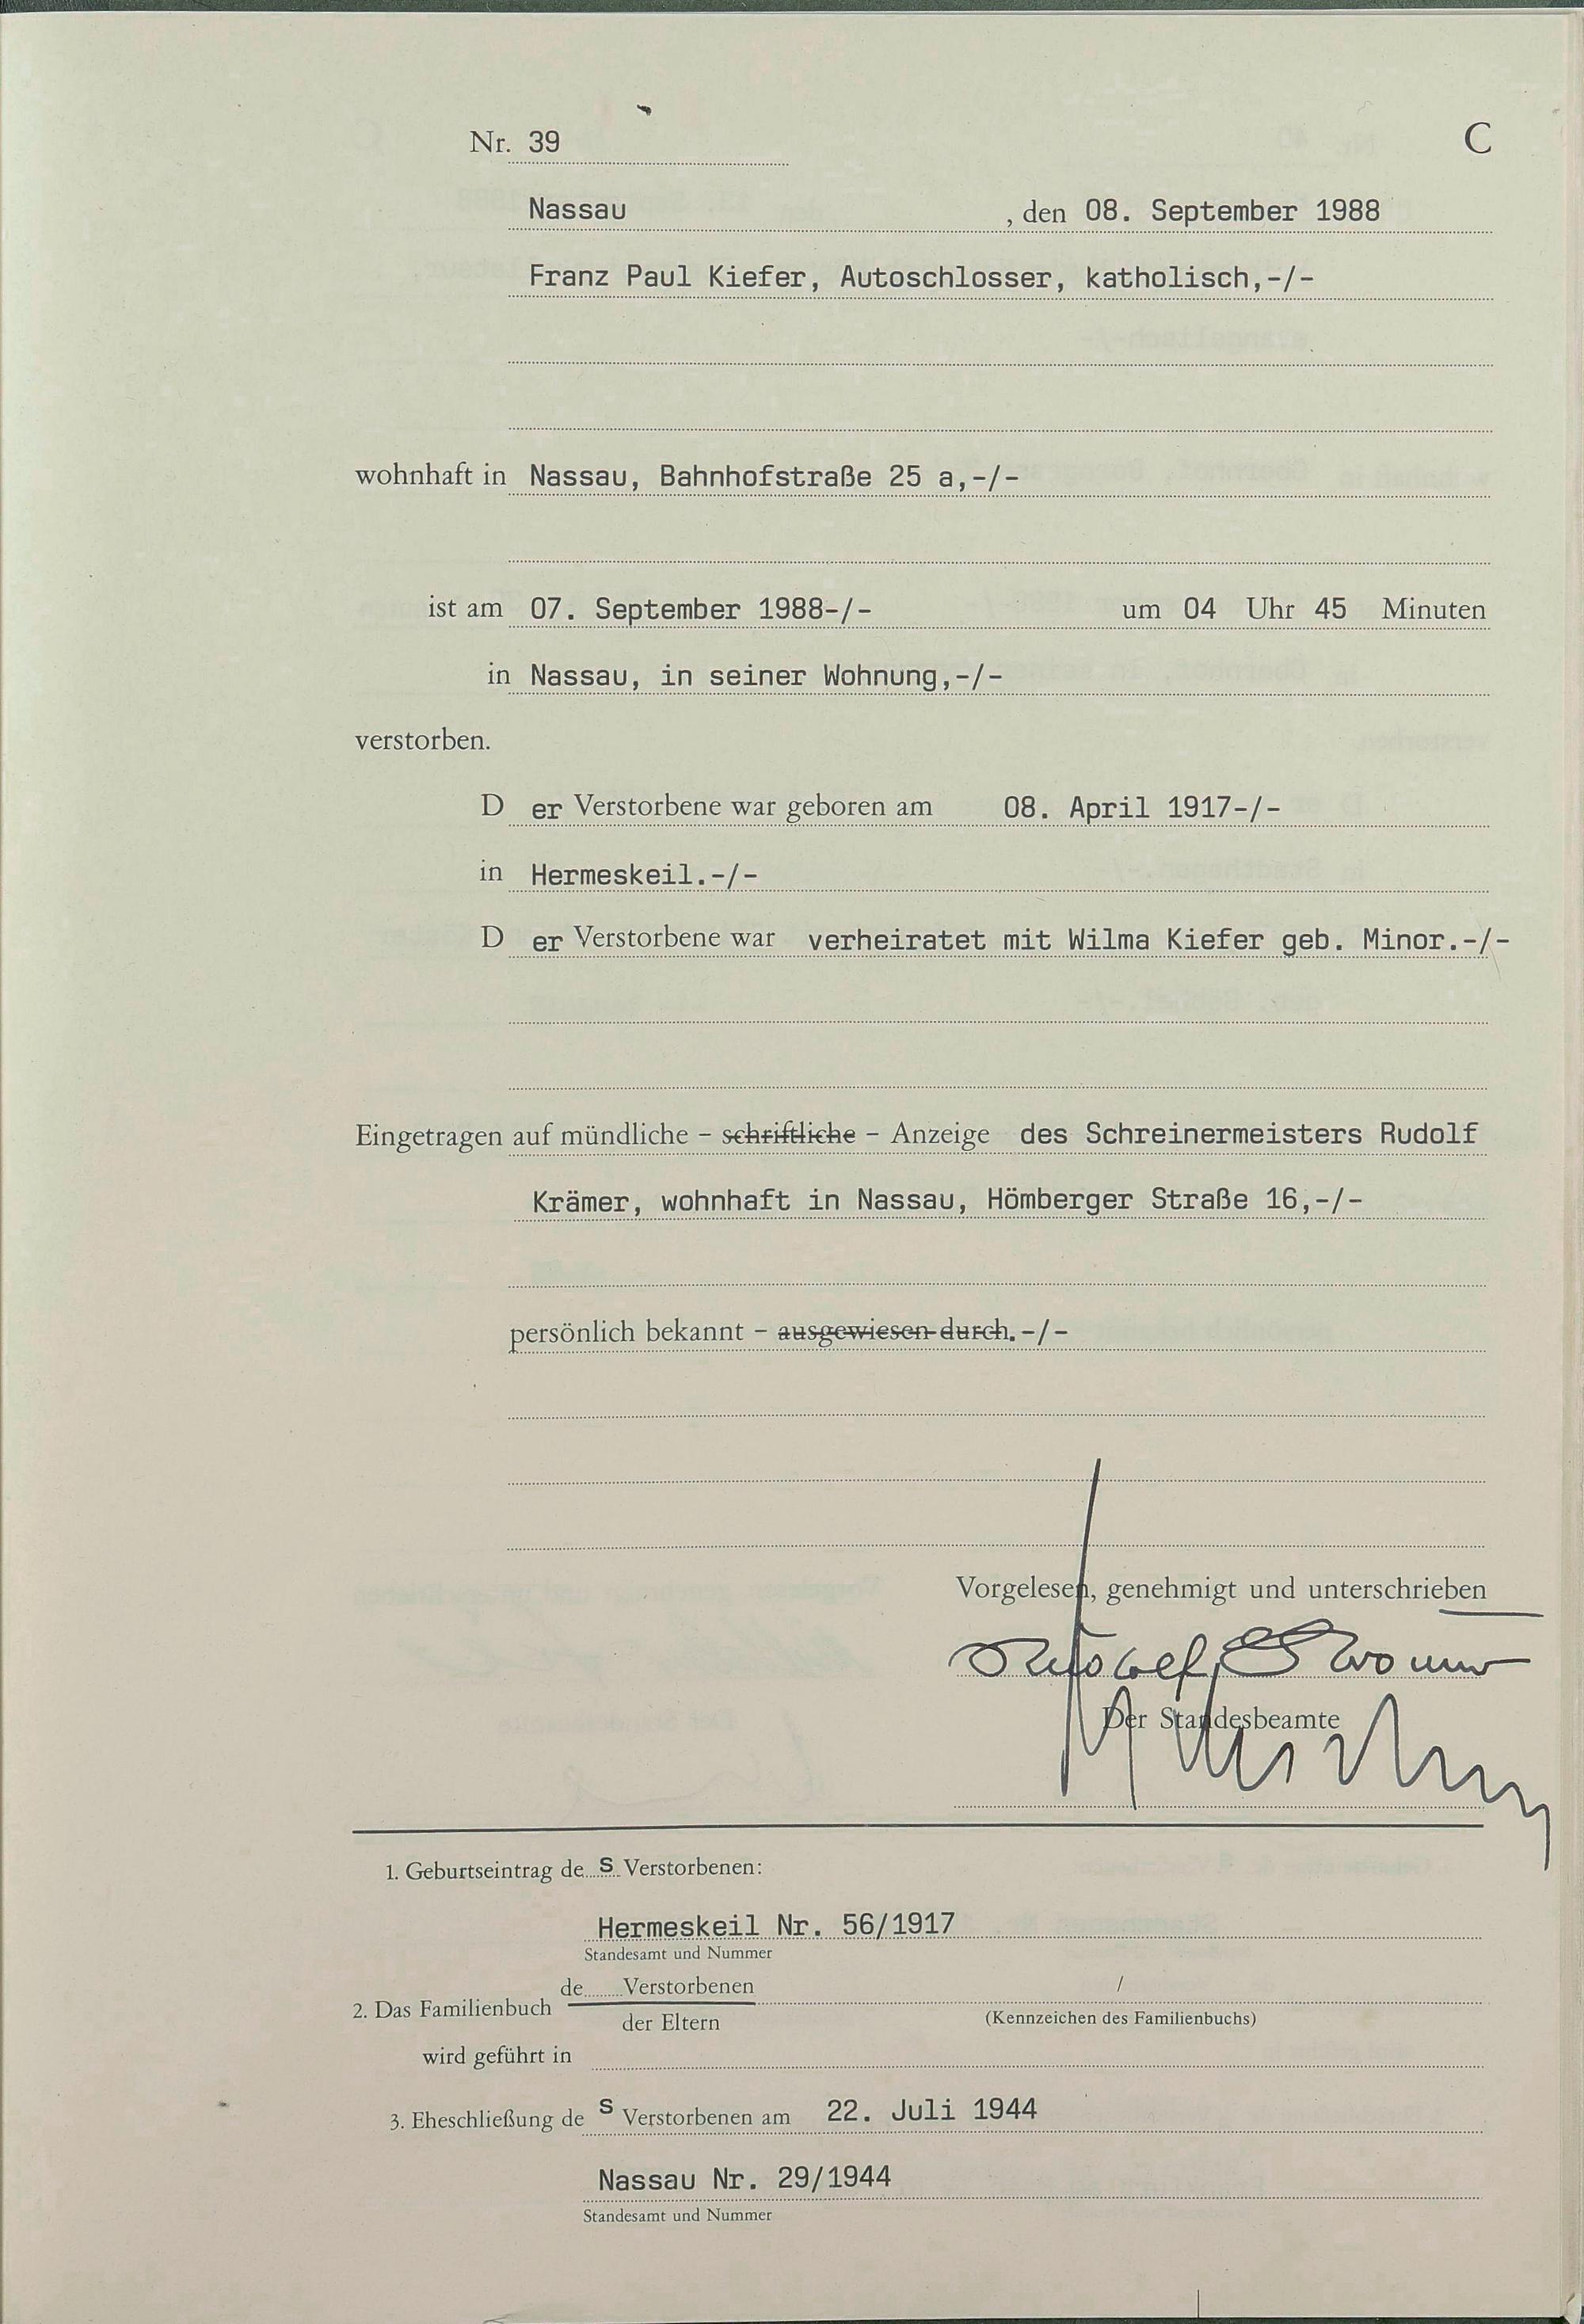 Nr. 39
C
Nassau , den 08. September 1988
Franz Paul Kiefer, Autoschlosser, katholisch,-/-
wohnhaft in Nassau, Bahnhofstraße 25 a,-/-
ist am 07. September 1988-/- um 04 Uhr 45 Minuten
in Nassau, in seiner Wohnung,-/-
verstorben.
D er Verstorbene war geboren am 08. April 1917-/-
in Hermeskeil.-/-
D er Verstorbene war verheiratet mit Wilma Kiefer geb. Minor.-/-
Eingetragen auf mündliche – schriftliche – Anzeige des Schreinermeisters Rudolf
Krämer, wohnhaft in Nassau, Hömberger Straße 16,-/-
persönlich bekannt – ausgewiesen durch.-/-
Vorgelesen, genehmigt und unterschrieben
Der Standesbeamte
1. Geburtseintrag de s Verstorbenen:
Hermeskeil Nr. 56/1917
Standesamt und Nummer
de Verstorbenen /
2. Das Familienbuch
der Eltern (Kennzeichen des Familienbuchs)
wird geführt in
3. Eheschließung de s Verstorbenen am 22. Juli 1944
Nassau Nr. 29/1944
Standesamt und Nummer